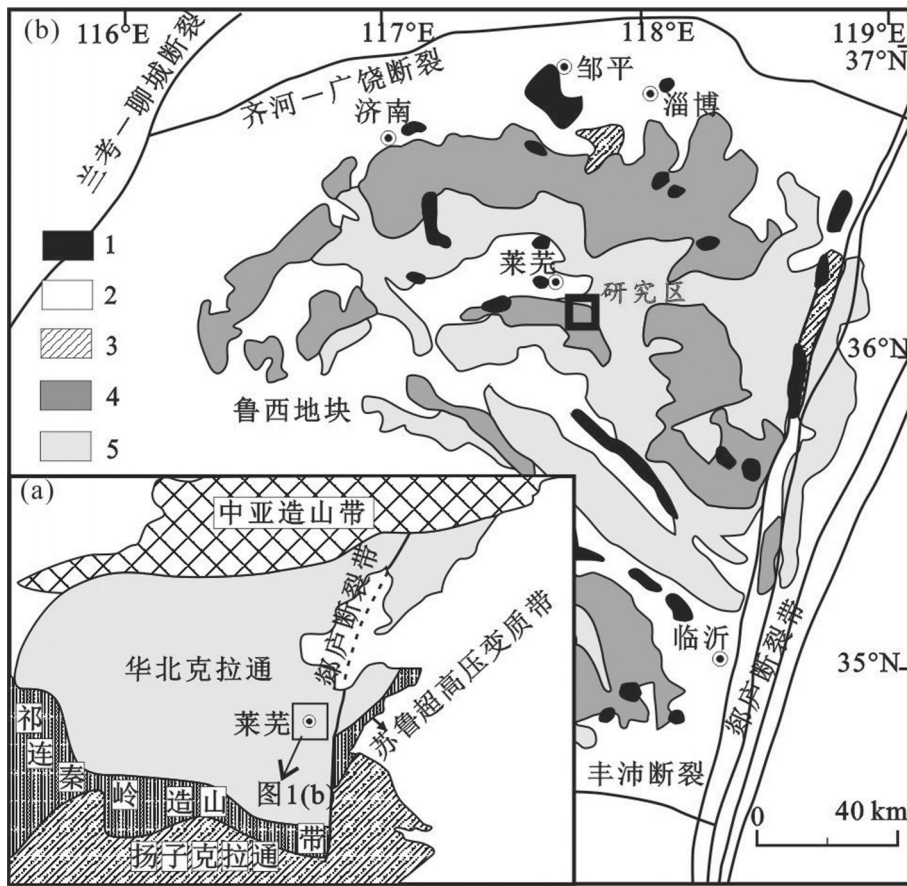 (b)
116°E
117°E
118°E
119°E
37°N
兰考－聊城断裂
齐河－广饶断裂
邹平
淄博
济南
1
2
3
4
5
莱芜
研究区
36°N
鲁西地块
临沂
35°N
郯庐断裂带
丰沛断裂
0
40 km
(a)
中亚造山带
郯庐断裂带
华北克拉通
苏鲁超高压变质带
莱芜
图1(b)
祁连秦岭造山带
扬子克拉通